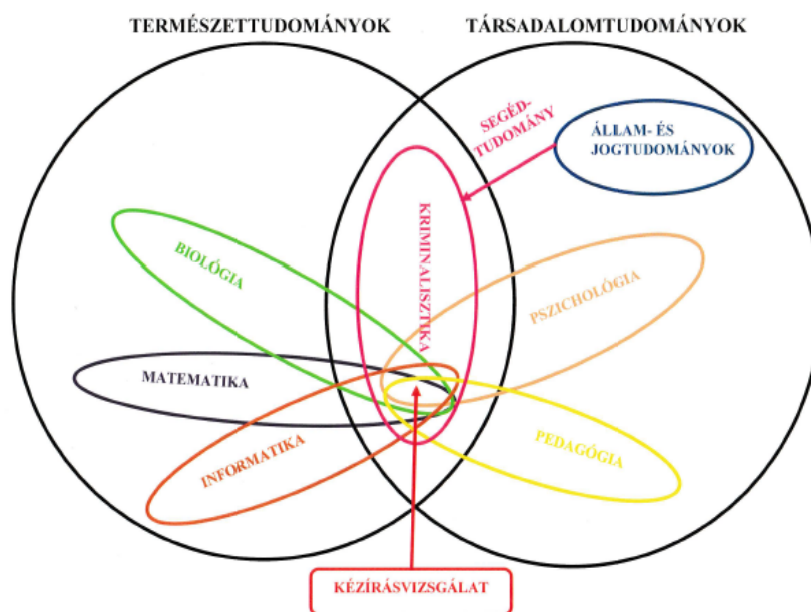 TERMÉSZETTUDOMÁNYOK
TÁRSADALOMTUDOMÁNYOK
SEGÉD-
TUDOMÁNY
ÁLLAM- ÉS
JOGTUDOMÁNYOK
KRIMINALISZTIKA
BIOLÓGIA
PSZICHOLÓGIA
MATEMATIKA
INFORMATIKA
PEDAGÓGIA
KÉZÍRÁSVIZSGÁLAT